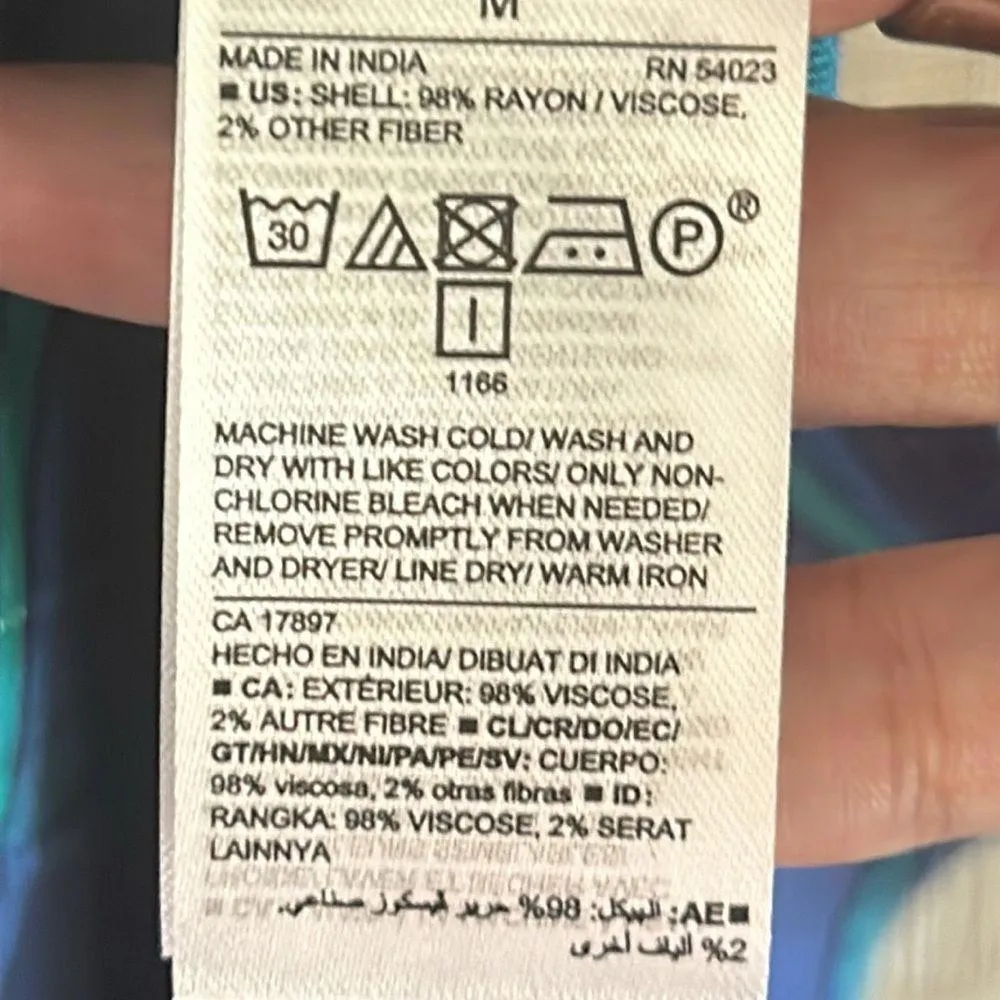 M
MADE IN INDIA RN 54023
■ US: SHELL: 98% RAYON / VISCOSE,
2% OTHER FIBER
30 P ®
1166
MACHINE WASH COLD/ WASH AND
DRY WITH LIKE COLORS/ ONLY NON-
CHLORINE BLEACH WHEN NEEDED/
REMOVE PROMPTLY FROM WASHER
AND DRYER/ LINE DRY/ WARM IRON
CA 17897
HECHO EN INDIA/ DIBUAT DI INDIA
■ CA: EXTÉRIEUR: 98% VISCOSE,
2% AUTRE FIBRE ■ CL/CR/DO/EC/
GT/HN/MX/NI/PA/PE/SV: CUERPO:
98% viscosa, 2% otras fibras ■ ID:
RANGKA: 98% VISCOSE, 2% SERAT
LAINNYA
■AE: الهيكل: 98% حرير فيسكوز صناعي.
2% ألياف أخرى